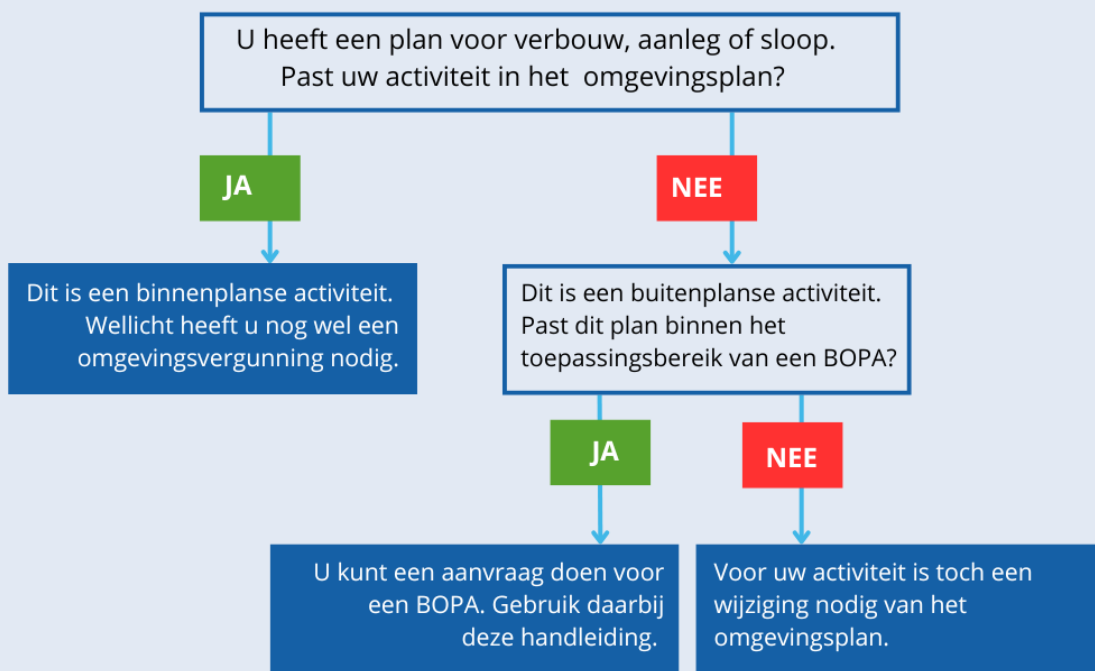 U heeft een plan voor verbouw, aanleg of sloop.
Past uw activiteit in het omgevingsplan?
JA
NEE
Dit is een binnenplanse activiteit.
Wellicht heeft u nog wel een
omgevingsvergunning nodig.
Dit is een buitenplanse activiteit.
Past dit plan binnen het
toepassingsbereik van een BOPA?
JA
NEE
U kunt een aanvraag doen voor
een BOPA. Gebruik daarbij
deze handleiding.
Voor uw activiteit is toch een
wijziging nodig van het
omgevingsplan.